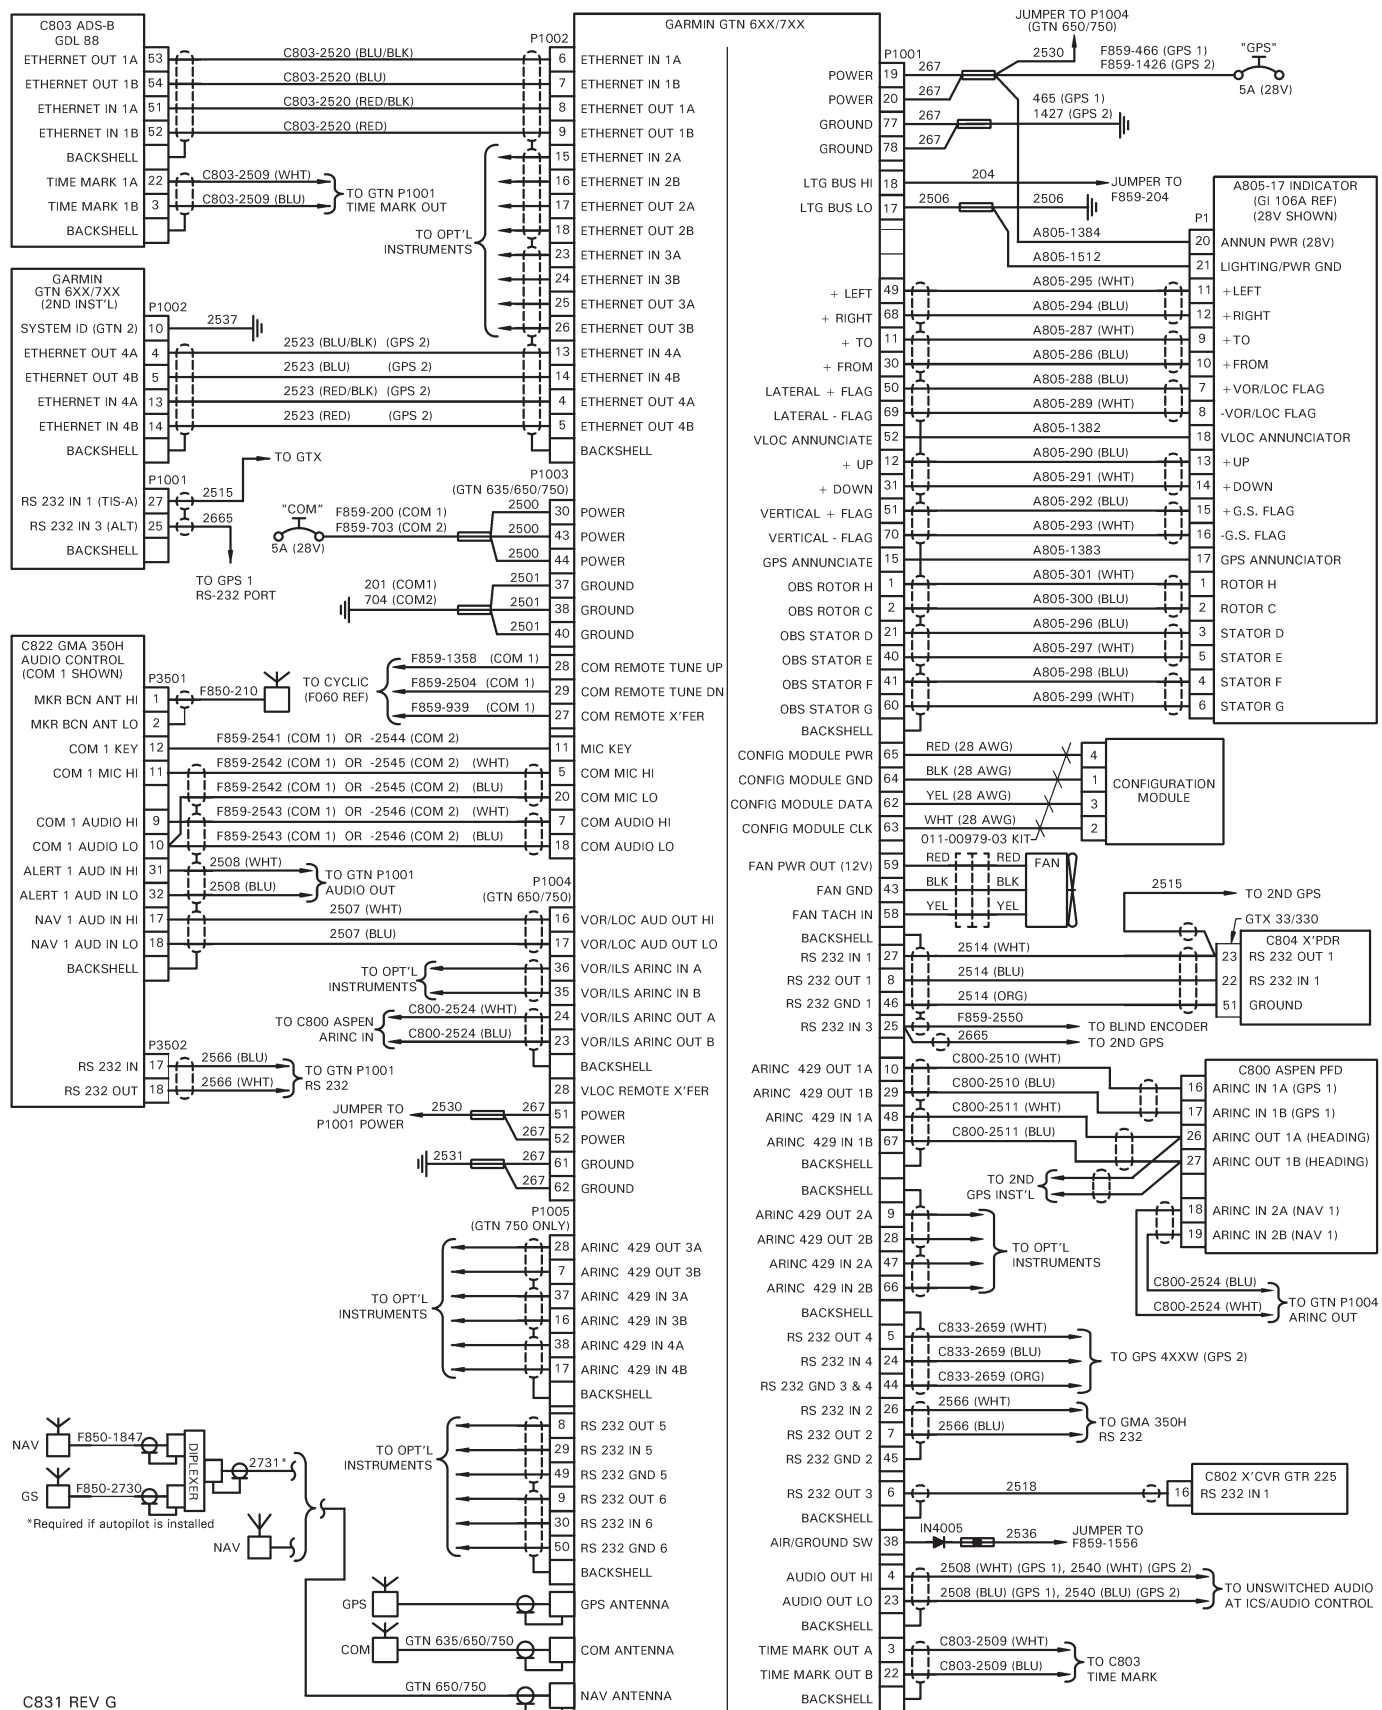 C803 ADS-B
GDL 88
ETHERNET OUT 1A 53 C803-2520 (BLU/BLK)
ETHERNET OUT 1B 54 C803-2520 (BLU)
ETHERNET IN 1A 51 C803-2520 (RED/BLK)
ETHERNET IN 1B 52 C803-2520 (RED)
BACKSHELL
TIME MARK 1A 22 C803-2509 (WHT)
TIME MARK 1B 3 C803-2509 (BLU)
TO GTN P1001
TIME MARK OUT
BACKSHELL
GARMIN
GTN 6XX/7XX
(2ND INST'L)
P1002
SYSTEM ID (GTN 2) 10 2537
ETHERNET OUT 4A 4 2523 (BLU/BLK) (GPS 2)
ETHERNET OUT 4B 5 2523 (BLU) (GPS 2)
ETHERNET IN 4A 13 2523 (RED/BLK) (GPS 2)
ETHERNET IN 4B 14 2523 (RED) (GPS 2)
BACKSHELL
P1001
RS 232 IN 1 (TIS-A) 27 2515
TO GTX
RS 232 IN 3 (ALT) 25 2665
BACKSHELL
TO GPS 1
RS-232 PORT
C822 GMA 350H
AUDIO CONTROL
(COM 1 SHOWN)
P3501
MKR BCN ANT HI 1 F850-210
MKR BCN ANT LO 2
COM 1 KEY 12 F859-2541 (COM 1) OR -2544 (COM 2)
COM 1 MIC HI 11 F859-2542 (COM 1) OR -2545 (COM 2) (WHT)
F859-2542 (COM 1) OR -2545 (COM 2) (BLU)
COM 1 AUDIO HI 9 F859-2543 (COM 1) OR -2546 (COM 2) (WHT)
COM 1 AUDIO LO 10 F859-2543 (COM 1) OR -2546 (COM 2) (BLU)
ALERT 1 AUD IN HI 31 2508 (WHT)
ALERT 1 AUD IN LO 32 2508 (BLU)
TO GTN P1001
AUDIO OUT
NAV 1 AUD IN HI 17 2507 (WHT)
NAV 1 AUD IN LO 18 2507 (BLU)
BACKSHELL
P3502
RS 232 IN 17 2566 (BLU)
RS 232 OUT 18 2566 (WHT)
TO GTN P1001
RS 232
GARMIN GTN 6XX/7XX
P1002
6 ETHERNET IN 1A
7 ETHERNET IN 1B
8 ETHERNET OUT 1A
9 ETHERNET OUT 1B
15 ETHERNET IN 2A
16 ETHERNET IN 2B
17 ETHERNET OUT 2A
18 ETHERNET OUT 2B
23 ETHERNET IN 3A
24 ETHERNET IN 3B
25 ETHERNET OUT 3A
26 ETHERNET OUT 3B
TO OPT'L
INSTRUMENTS
13 ETHERNET IN 4A
14 ETHERNET IN 4B
4 ETHERNET OUT 4A
5 ETHERNET OUT 4B
BACKSHELL
P1003
(GTN 635/650/750)
"COM"
5A (28V)
F859-200 (COM 1)
F859-703 (COM 2)
2500 30 POWER
2500 43 POWER
2500 44 POWER
201 (COM1)
704 (COM2)
2501 37 GROUND
2501 38 GROUND
2501 40 GROUND
TO CYCLIC
(F060 REF)
F859-1358 (COM 1) 28 COM REMOTE TUNE UP
F859-2504 (COM 1) 29 COM REMOTE TUNE DN
F859-939 (COM 1) 27 COM REMOTE X'FER
11 MIC KEY
5 COM MIC HI
20 COM MIC LO
7 COM AUDIO HI
18 COM AUDIO LO
P1004
(GTN 650/750)
16 VOR/LOC AUD OUT HI
17 VOR/LOC AUD OUT LO
TO OPT'L
INSTRUMENTS
36 VOR/ILS ARINC IN A
35 VOR/ILS ARINC IN B
TO C800 ASPEN
ARINC IN
C800-2524 (WHT) 24 VOR/ILS ARINC OUT A
C800-2524 (BLU) 23 VOR/ILS ARINC OUT B
BACKSHELL
28 VLOC REMOTE X'FER
JUMPER TO
P1001 POWER
2530 267 51 POWER
267 52 POWER
2531 267 61 GROUND
267 62 GROUND
P1005
(GTN 750 ONLY)
28 ARINC 429 OUT 3A
7 ARINC 429 OUT 3B
37 ARINC 429 IN 3A
16 ARINC 429 IN 3B
38 ARINC 429 IN 4A
17 ARINC 429 IN 4B
TO OPT'L
INSTRUMENTS
BACKSHELL
8 RS 232 OUT 5
29 RS 232 IN 5
49 RS 232 GND 5
9 RS 232 OUT 6
30 RS 232 IN 6
50 RS 232 GND 6
TO OPT'L
INSTRUMENTS
BACKSHELL
NAV F850-1847
GS F850-2730
DIPLEXER
2731*
*Required if autopilot is installed
NAV
GPS
GPS ANTENNA
COM GTN 635/650/750 COM ANTENNA
GTN 650/750 NAV ANTENNA
C831 REV G
JUMPER TO P1004
(GTN 650/750)
2530
F859-466 (GPS 1)
F859-1426 (GPS 2)
"GPS"
5A (28V)
P1001
POWER 19 267
POWER 20 267
465 (GPS 1)
1427 (GPS 2)
GROUND 77 267
GROUND 78 267
LTG BUS HI 18 204
JUMPER TO
F859-204
LTG BUS LO 17 2506 2506
A805-17 INDICATOR
(GI 106A REF)
(28V SHOWN)
P1
A805-1384 20 ANNUN PWR (28V)
A805-1512 21 LIGHTING/PWR GND
+ LEFT 49 A805-295 (WHT) 11 +LEFT
+ RIGHT 68 A805-294 (BLU) 12 +RIGHT
+ TO 11 A805-287 (WHT) 9 +TO
+ FROM 30 A805-286 (BLU) 10 +FROM
LATERAL + FLAG 50 A805-288 (BLU) 7 +VOR/LOC FLAG
LATERAL - FLAG 69 A805-289 (WHT) 8 -VOR/LOC FLAG
VLOC ANNUNCIATE 52 A805-1382 18 VLOC ANNUNCIATOR
+ UP 12 A805-290 (BLU) 13 +UP
+ DOWN 31 A805-291 (WHT) 14 +DOWN
VERTICAL + FLAG 51 A805-292 (BLU) 15 +G.S. FLAG
VERTICAL - FLAG 70 A805-293 (WHT) 16 -G.S. FLAG
GPS ANNUNCIATE 15 A805-1383 17 GPS ANNUNCIATOR
OBS ROTOR H 1 A805-301 (WHT) 1 ROTOR H
OBS ROTOR C 2 A805-300 (BLU) 2 ROTOR C
OBS STATOR D 21 A805-296 (BLU) 3 STATOR D
OBS STATOR E 40 A805-297 (WHT) 5 STATOR E
OBS STATOR F 41 A805-298 (BLU) 4 STATOR F
OBS STATOR G 60 A805-299 (WHT) 6 STATOR G
BACKSHELL
CONFIG MODULE PWR 65 RED (28 AWG) 4
CONFIG MODULE GND 64 BLK (28 AWG) 1
CONFIG MODULE DATA 62 YEL (28 AWG) 3
CONFIG MODULE CLK 63 WHT (28 AWG) 2
CONFIGURATION
MODULE
011-00979-03 KIT
FAN PWR OUT (12V) 59 RED RED
FAN GND 43 BLK BLK
FAN TACH IN 58 YEL YEL
FAN
2515 TO 2ND GPS
GTX 33/330
C804 X'PDR
BACKSHELL
RS 232 IN 1 27 2514 (WHT) 23 RS 232 OUT 1
RS 232 OUT 1 8 2514 (BLU) 22 RS 232 IN 1
RS 232 GND 1 46 2514 (ORG) 51 GROUND
RS 232 IN 3 25 F859-2550 TO BLIND ENCODER
2665 TO 2ND GPS
C800 ASPEN PFD
ARINC 429 OUT 1A 10 C800-2510 (WHT) 16 ARINC IN 1A (GPS 1)
ARINC 429 OUT 1B 29 C800-2510 (BLU) 17 ARINC IN 1B (GPS 1)
ARINC 429 IN 1A 48 C800-2511 (WHT) 26 ARINC OUT 1A (HEADING)
ARINC 429 IN 1B 67 C800-2511 (BLU) 27 ARINC OUT 1B (HEADING)
BACKSHELL
TO 2ND
GPS INST'L
18 ARINC IN 2A (NAV 1)
19 ARINC IN 2B (NAV 1)
C800-2524 (BLU)
C800-2524 (WHT)
TO GTN P1004
ARINC OUT
BACKSHELL
ARINC 429 OUT 2A 9
ARINC 429 OUT 2B 28
ARINC 429 IN 2A 47
ARINC 429 IN 2B 66
TO OPT'L
INSTRUMENTS
BACKSHELL
RS 232 OUT 4 5 C833-2659 (WHT)
RS 232 IN 4 24 C833-2659 (BLU)
RS 232 GND 3 & 4 44 C833-2659 (ORG)
TO GPS 4XXW (GPS 2)
RS 232 IN 2 26 2566 (WHT)
RS 232 OUT 2 7 2566 (BLU)
TO GMA 350H
RS 232
RS 232 GND 2 45
C802 X'CVR GTR 225
RS 232 OUT 3 6 2518 16 RS 232 IN 1
BACKSHELL
AIR/GROUND SW 38 IN4005 2536
JUMPER TO
F859-1556
AUDIO OUT HI 4 2508 (WHT) (GPS 1), 2540 (WHT) (GPS 2)
AUDIO OUT LO 23 2508 (BLU) (GPS 1), 2540 (BLU) (GPS 2)
TO UNSWITCHED AUDIO
AT ICS/AUDIO CONTROL
BACKSHELL
TIME MARK OUT A 3 C803-2509 (WHT)
TIME MARK OUT B 22 C803-2509 (BLU)
TO C803
TIME MARK
BACKSHELL